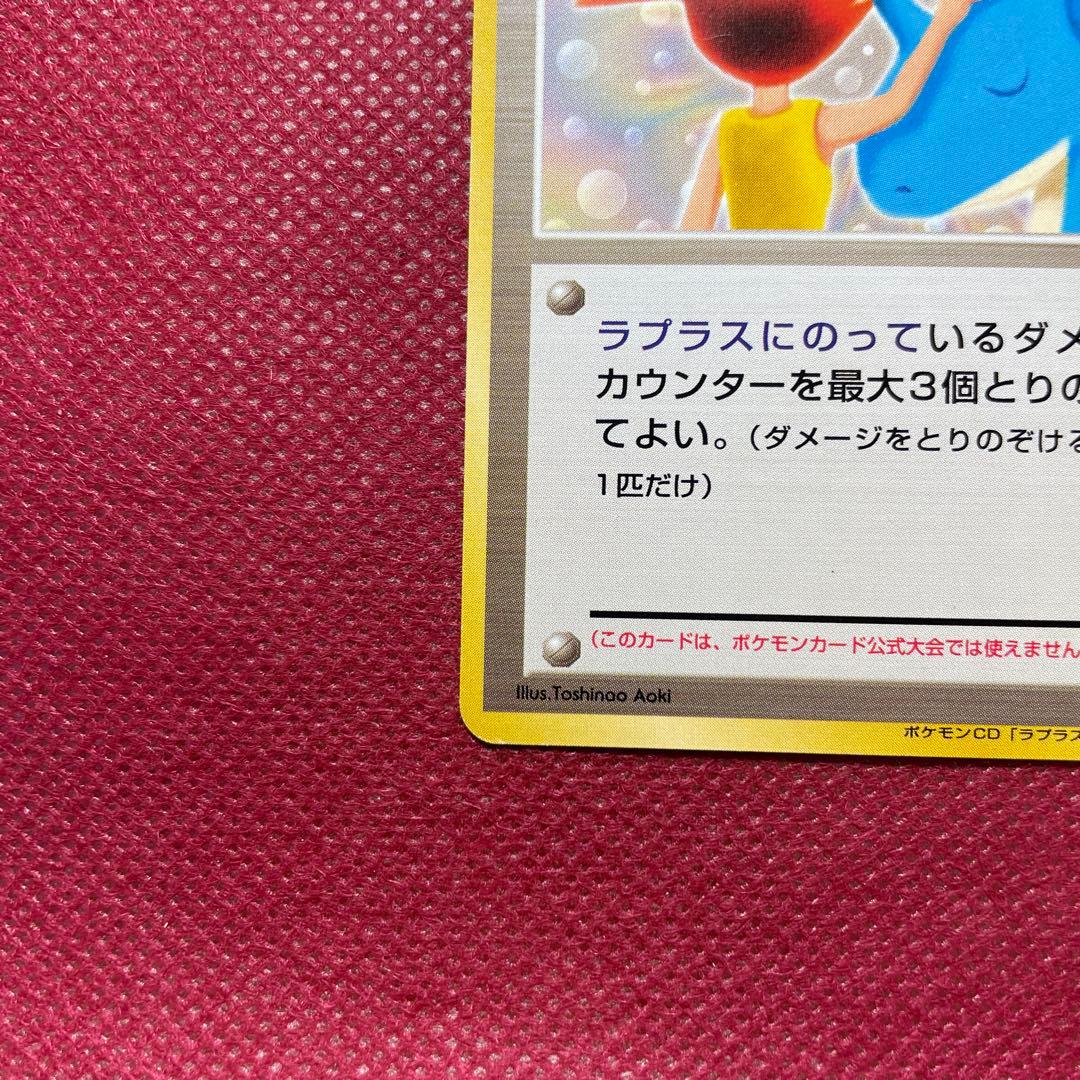 ラプラスにのっているダメ
カウンターを最大3個とりの
てよい。（ダメージをとりのぞける
1匹だけ）
（このカードは、ポケモンカード公式大会では使えません
Illus.Toshinao Aoki
ポケモンCD「ラプラス